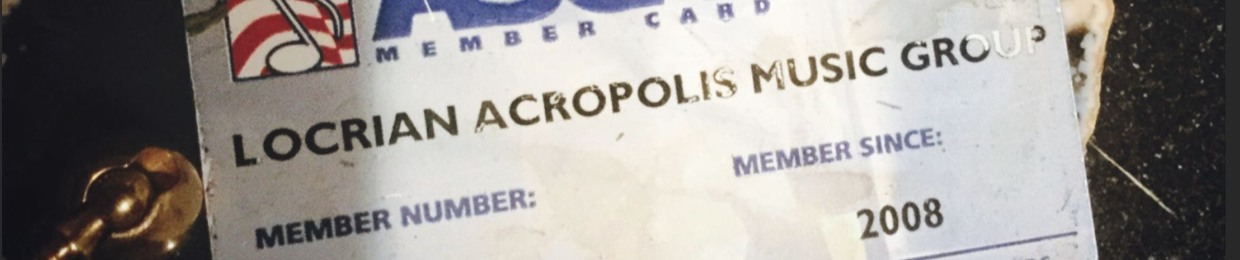 MEMBER CARD
LOCRIAN ACROPOLIS MUSIC GROUP
MEMBER SINCE:
MEMBER NUMBER:
2008